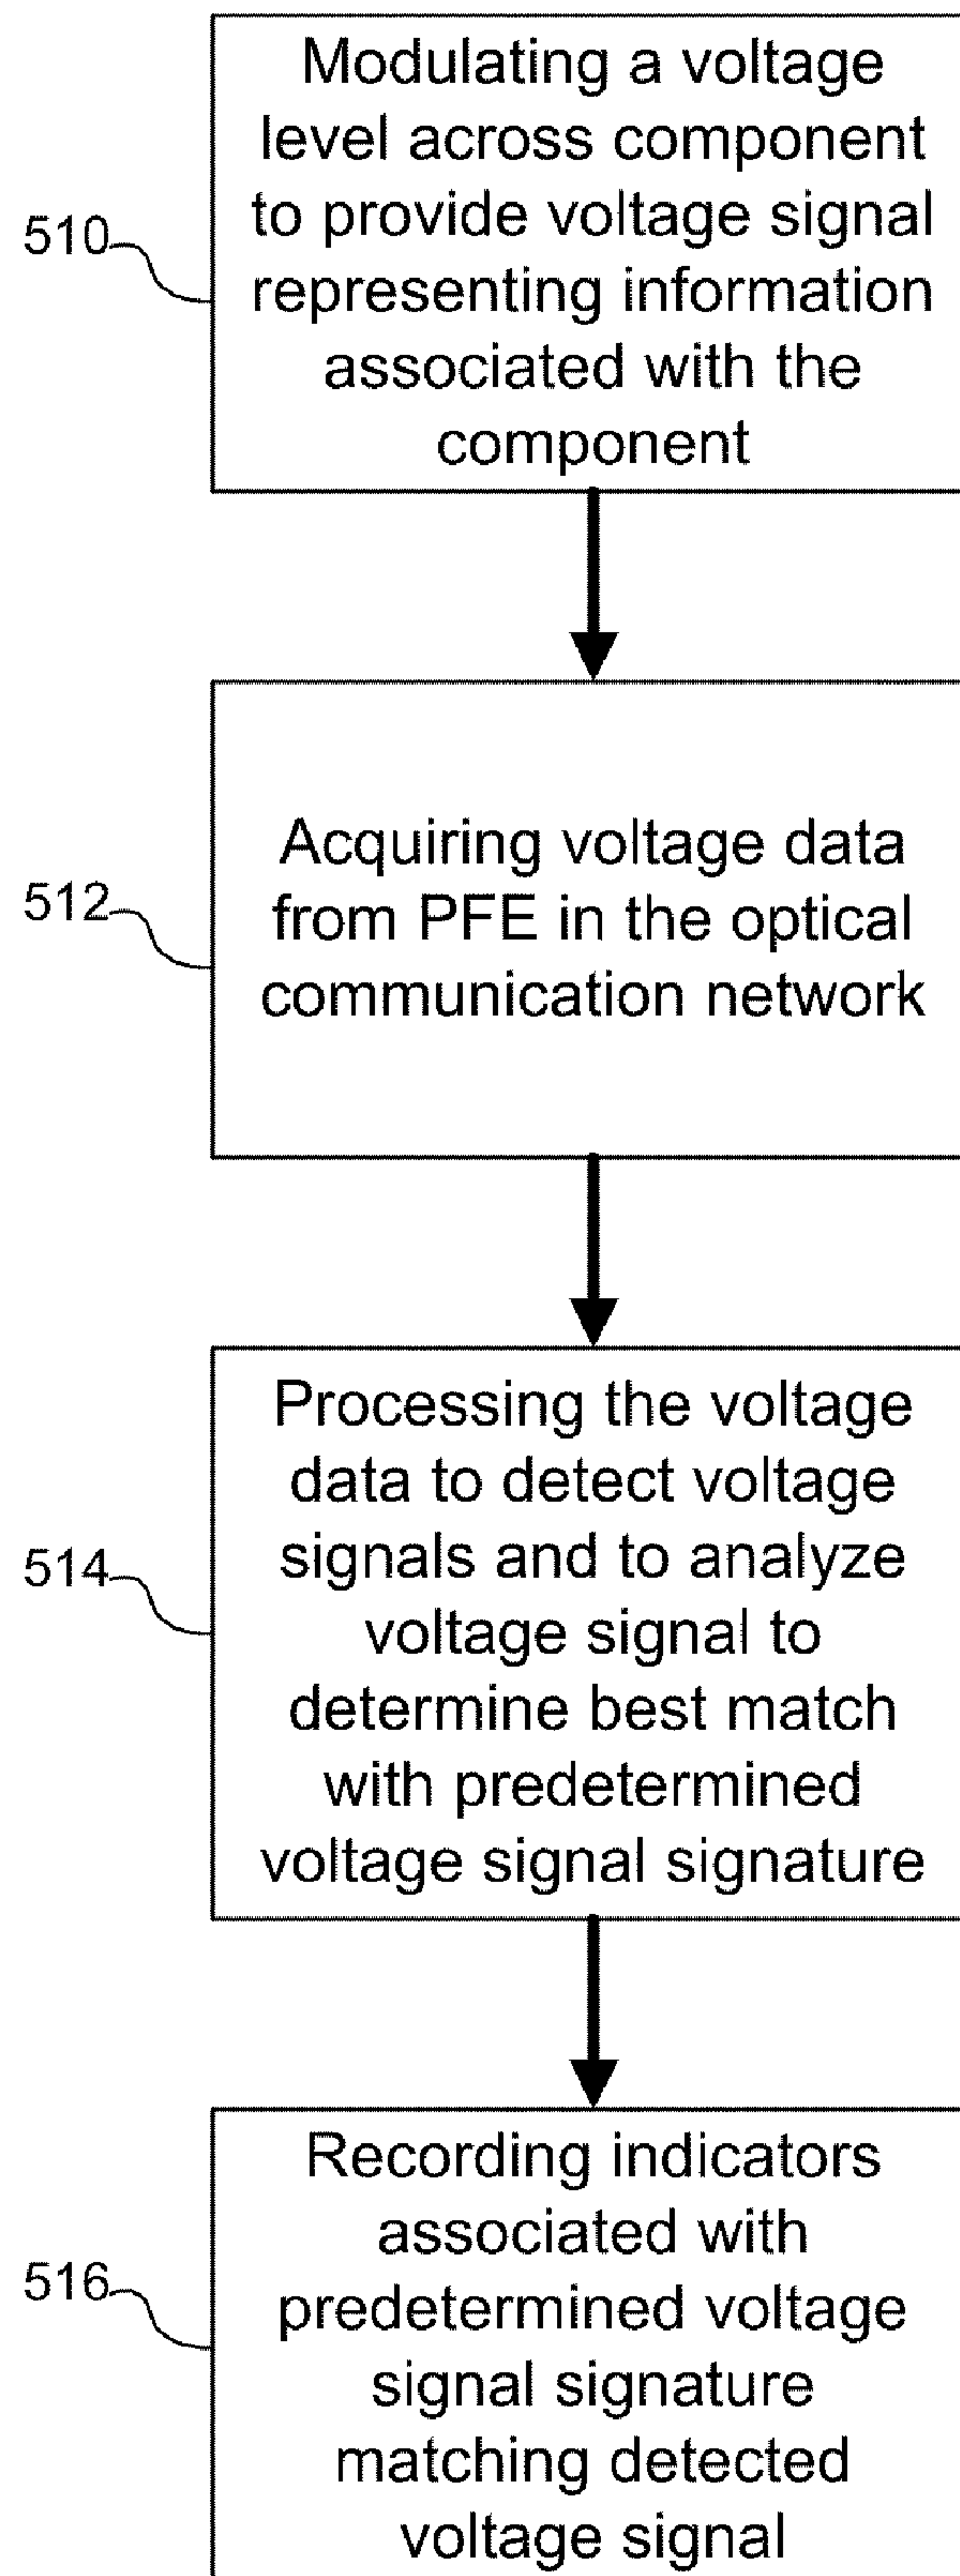 Modulating a voltage
level across component
to provide voltage signal
representing information
associated with the
component
510
Acquiring voltage data
from PFE in the optical
communication network
512
Processing the voltage
data to detect voltage
signals and to analyze
voltage signal to
determine best match
with predetermined
voltage signal signature
514
Recording indicators
associated with
predetermined voltage
signal signature
matching detected
voltage signal
516